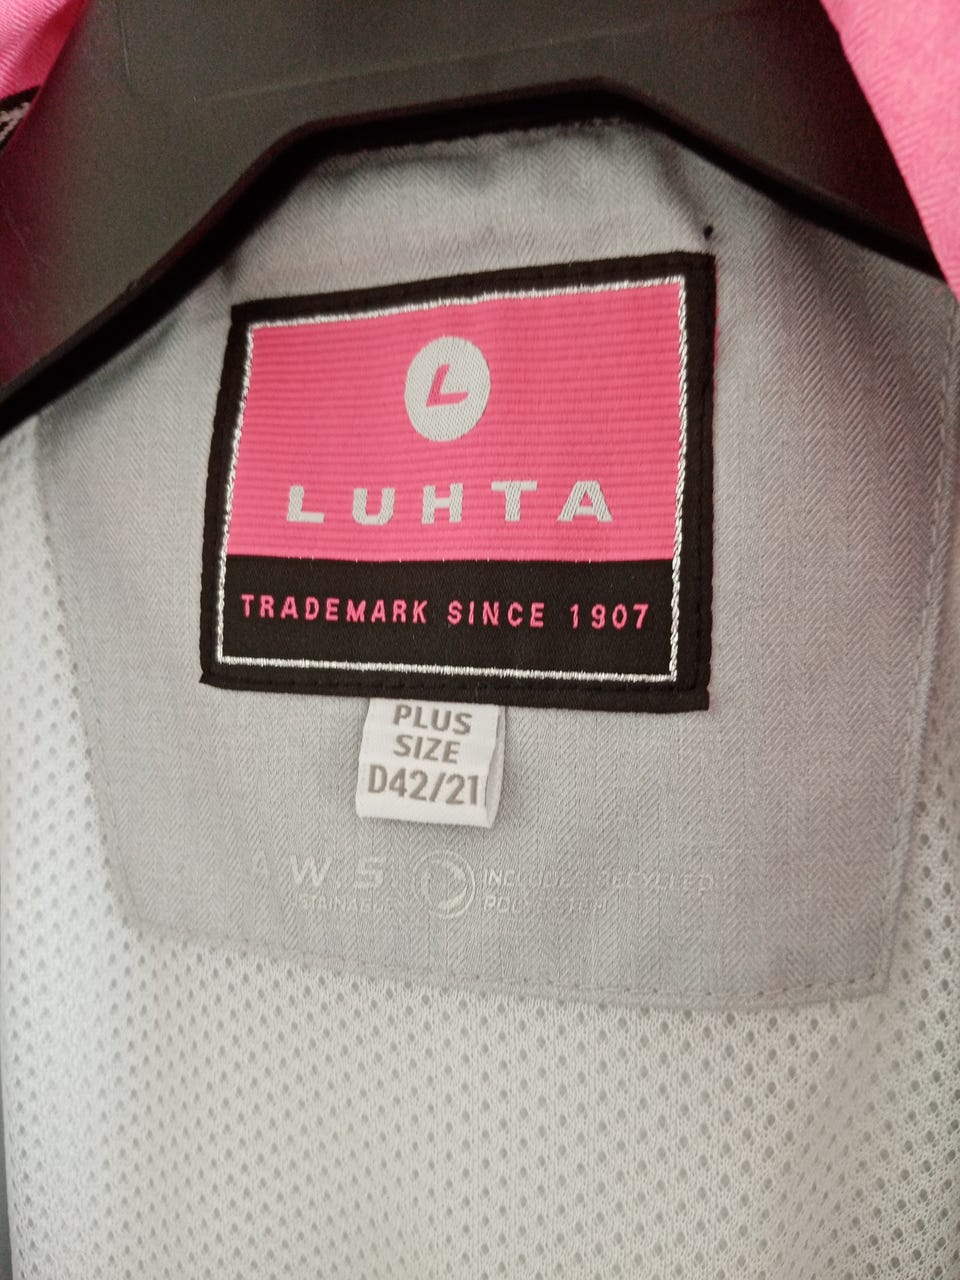 L
LUHTA
TRADEMARK SINCE 1907
PLUS
SIZE
D42/21
W.S.